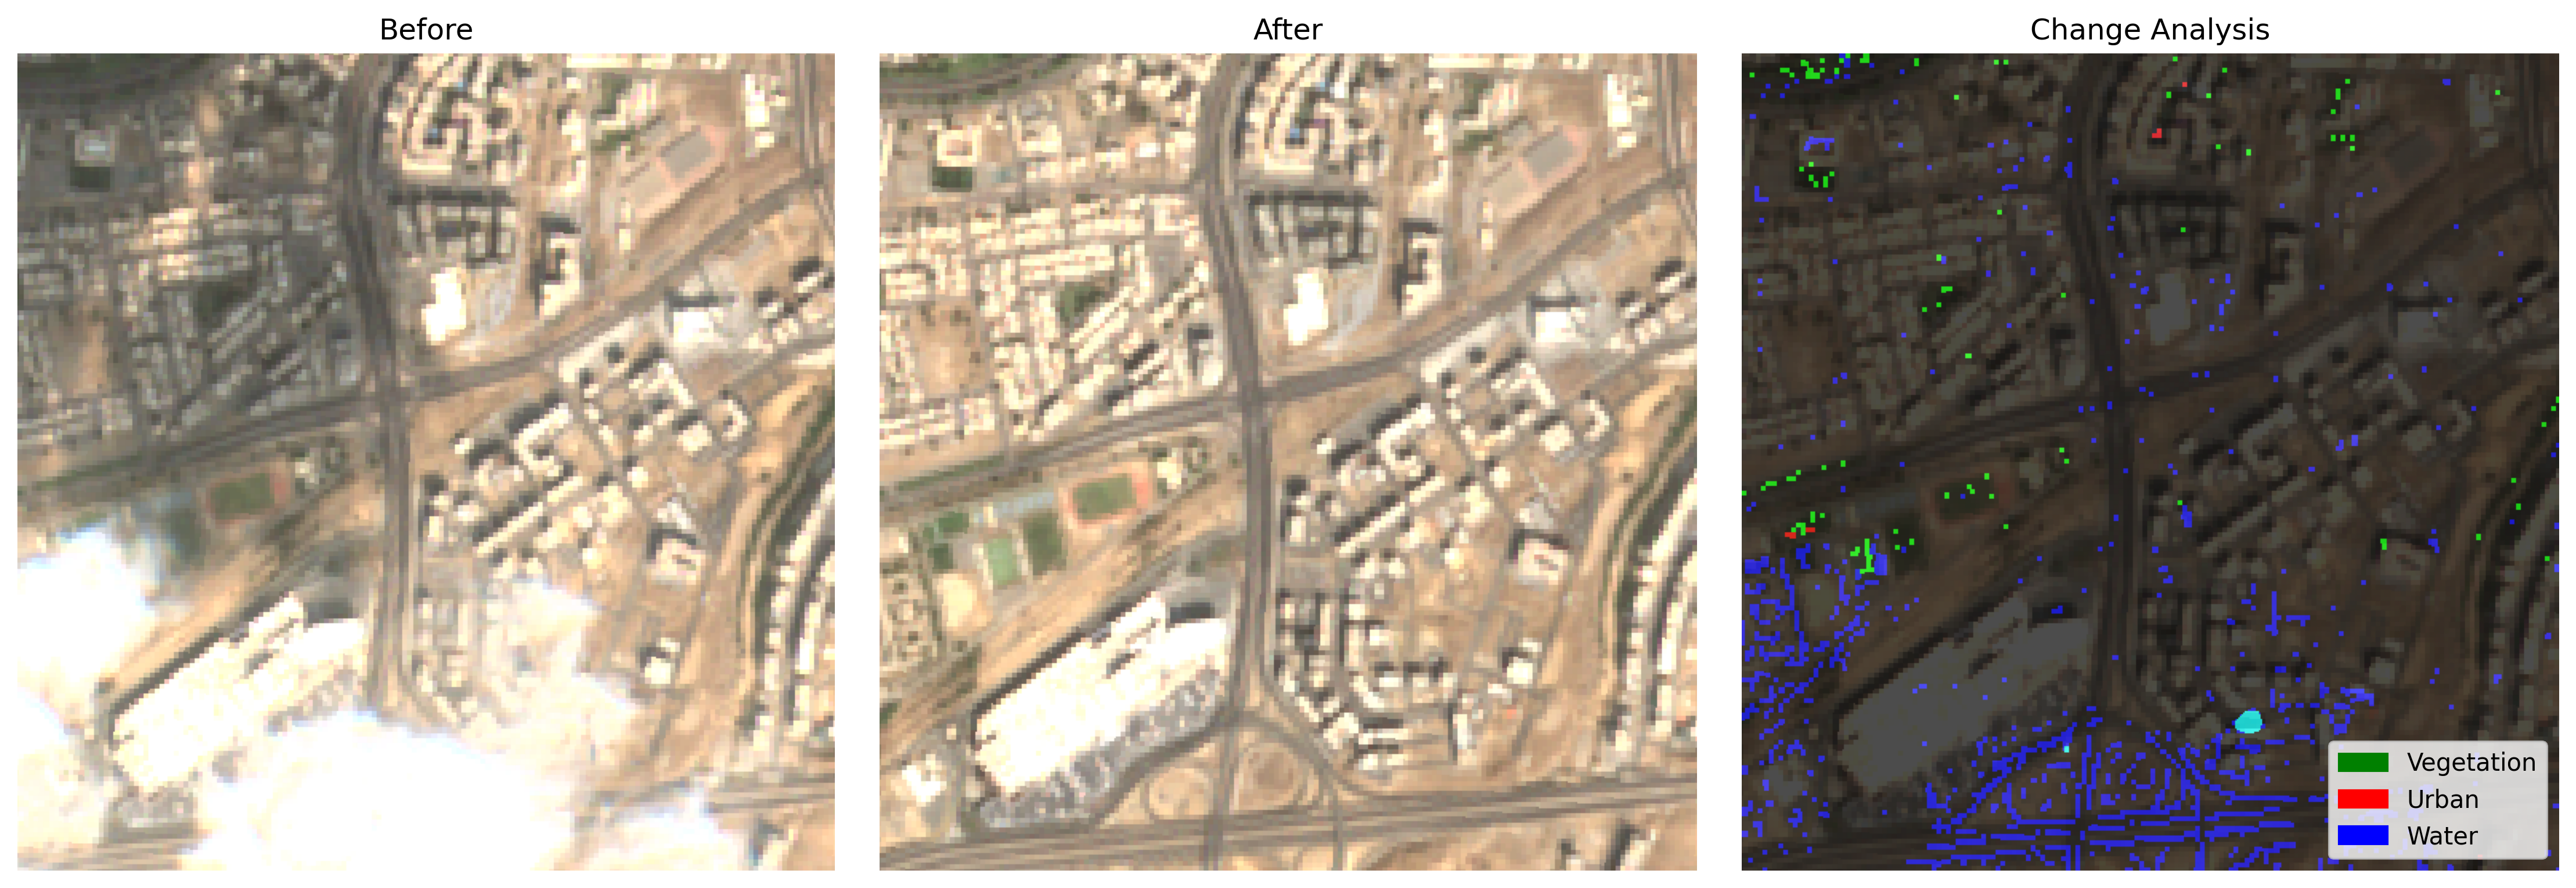 Before
After
Change Analysis
Vegetation
Urban
Water